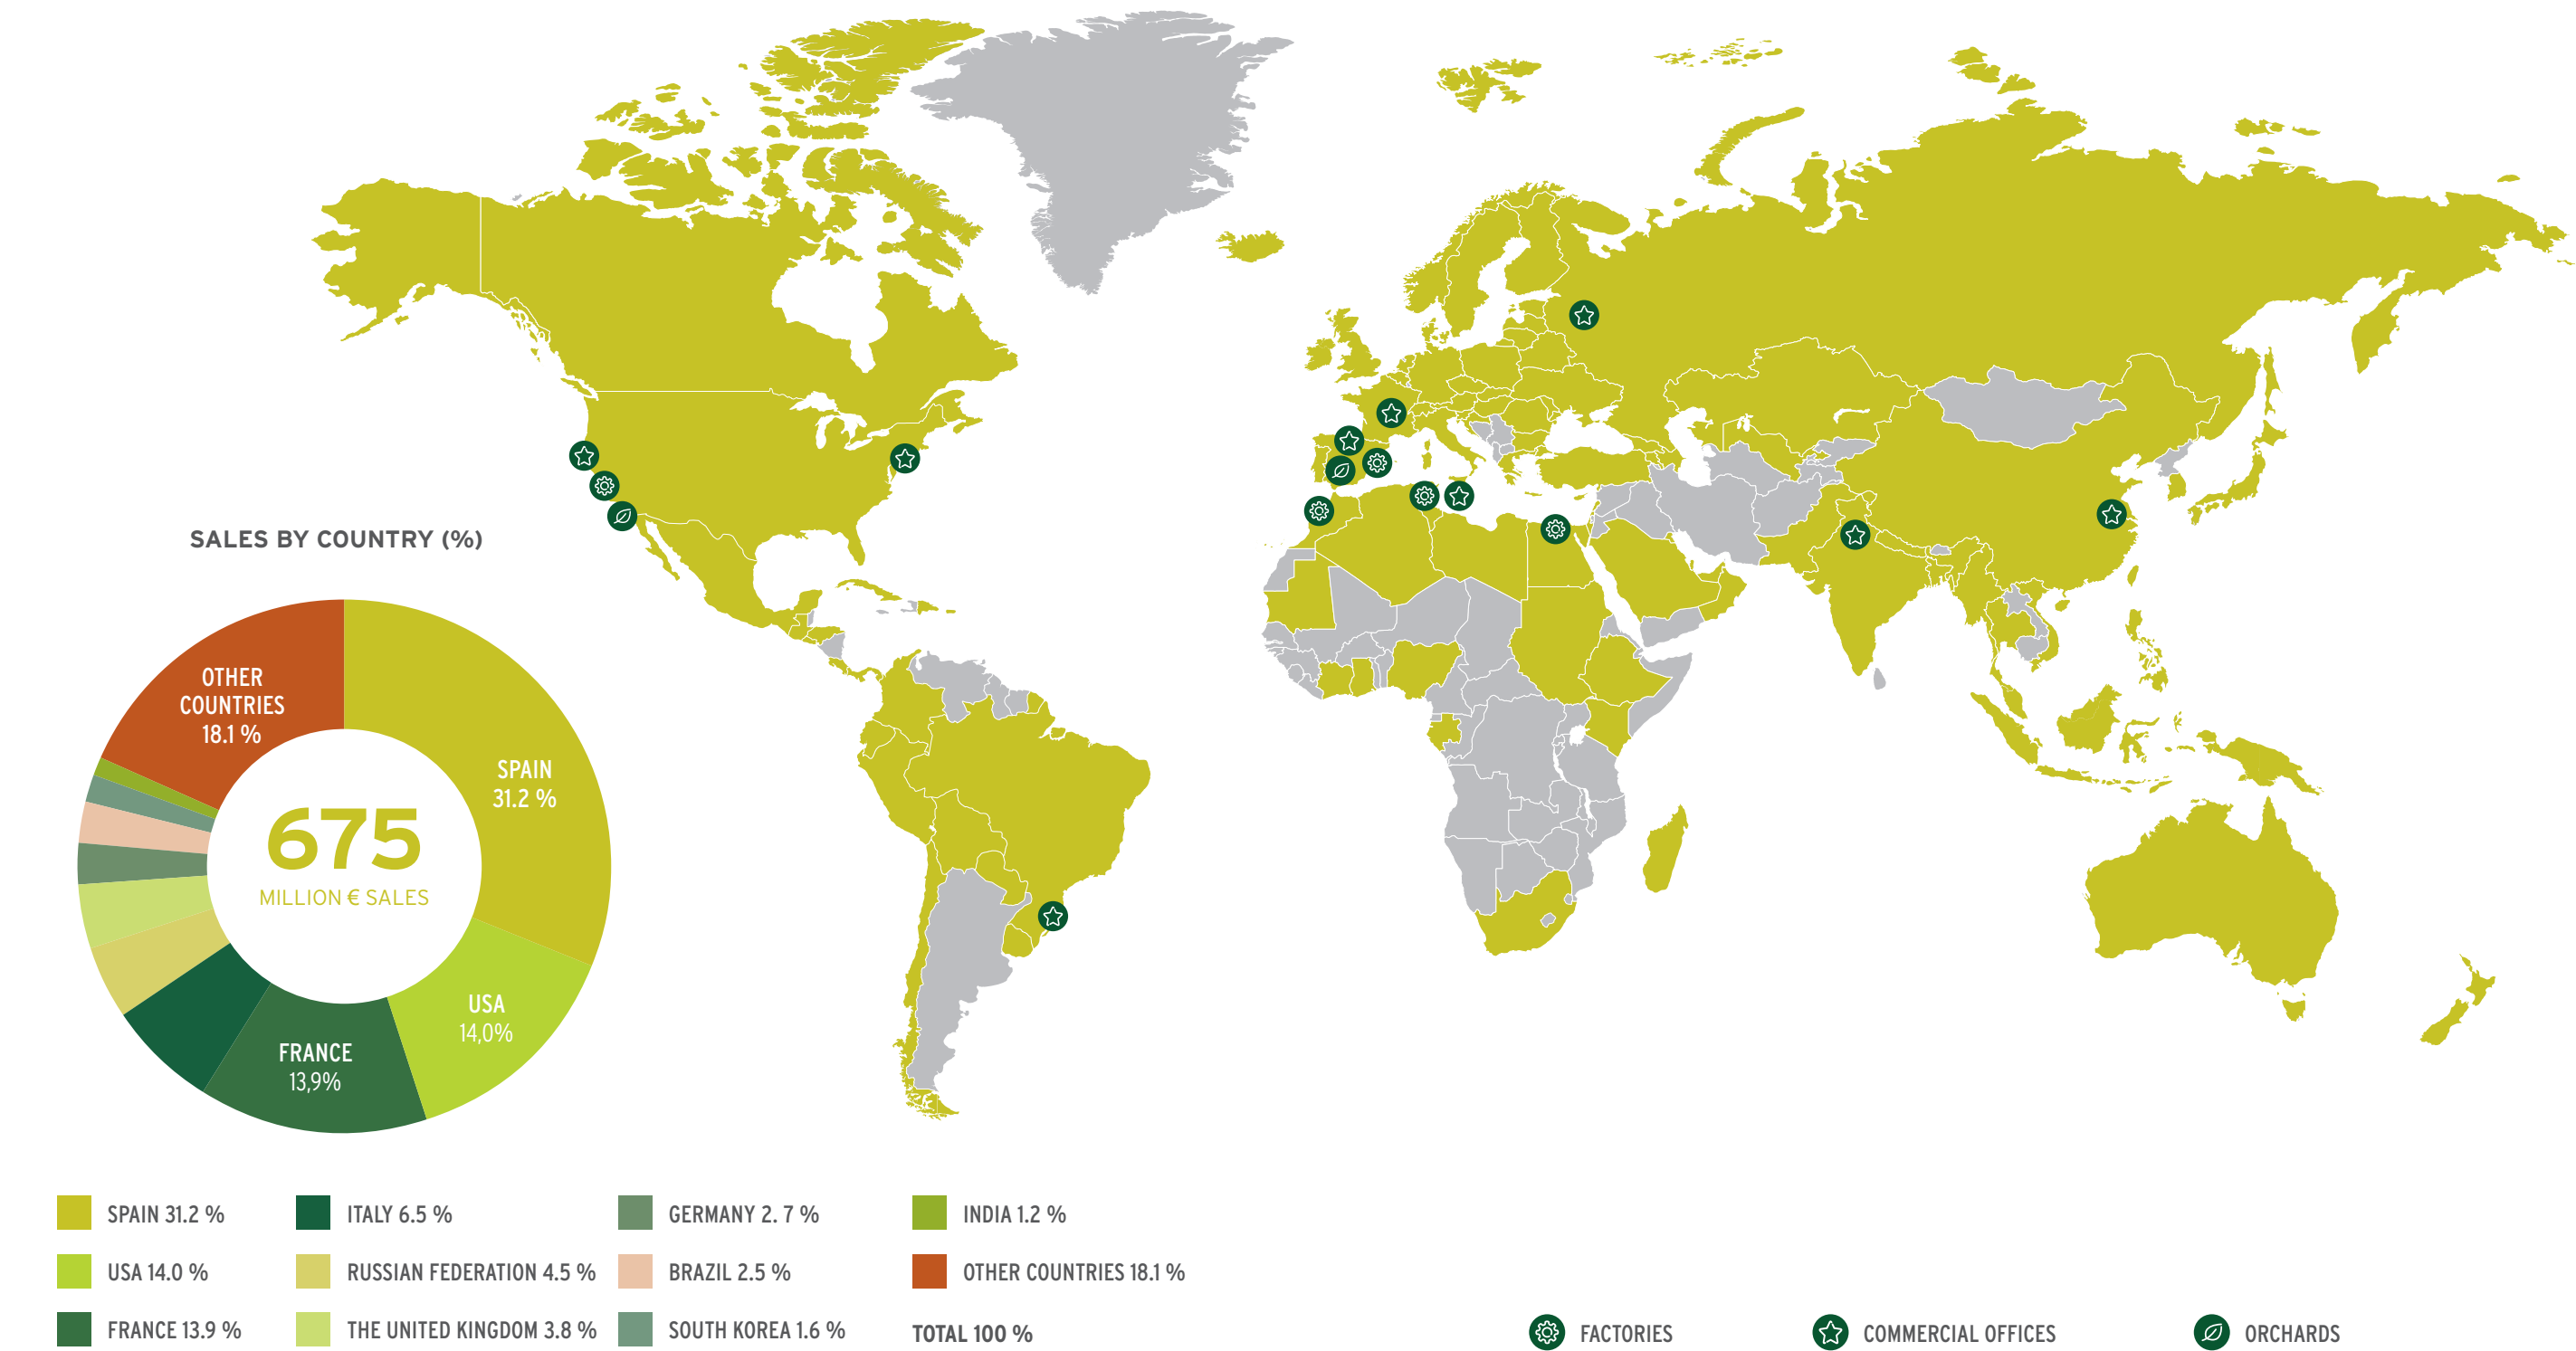 SALES BY COUNTRY (%)
OTHER
COUNTRIES
18.1 %
SPAIN
31.2 %
675
MILLION € SALES
USA
14,0%
FRANCE
13,9%
SPAIN 31.2 %
USA 14.0 %
FRANCE 13.9 %
ITALY 6.5 %
RUSSIAN FEDERATION 4.5 %
THE UNITED KINGDOM 3.8 %
GERMANY 2. 7 %
BRAZIL 2.5 %
SOUTH KOREA 1.6 %
INDIA 1.2 %
OTHER COUNTRIES 18.1 %
TOTAL 100 %
FACTORIES
COMMERCIAL OFFICES
ORCHARDS